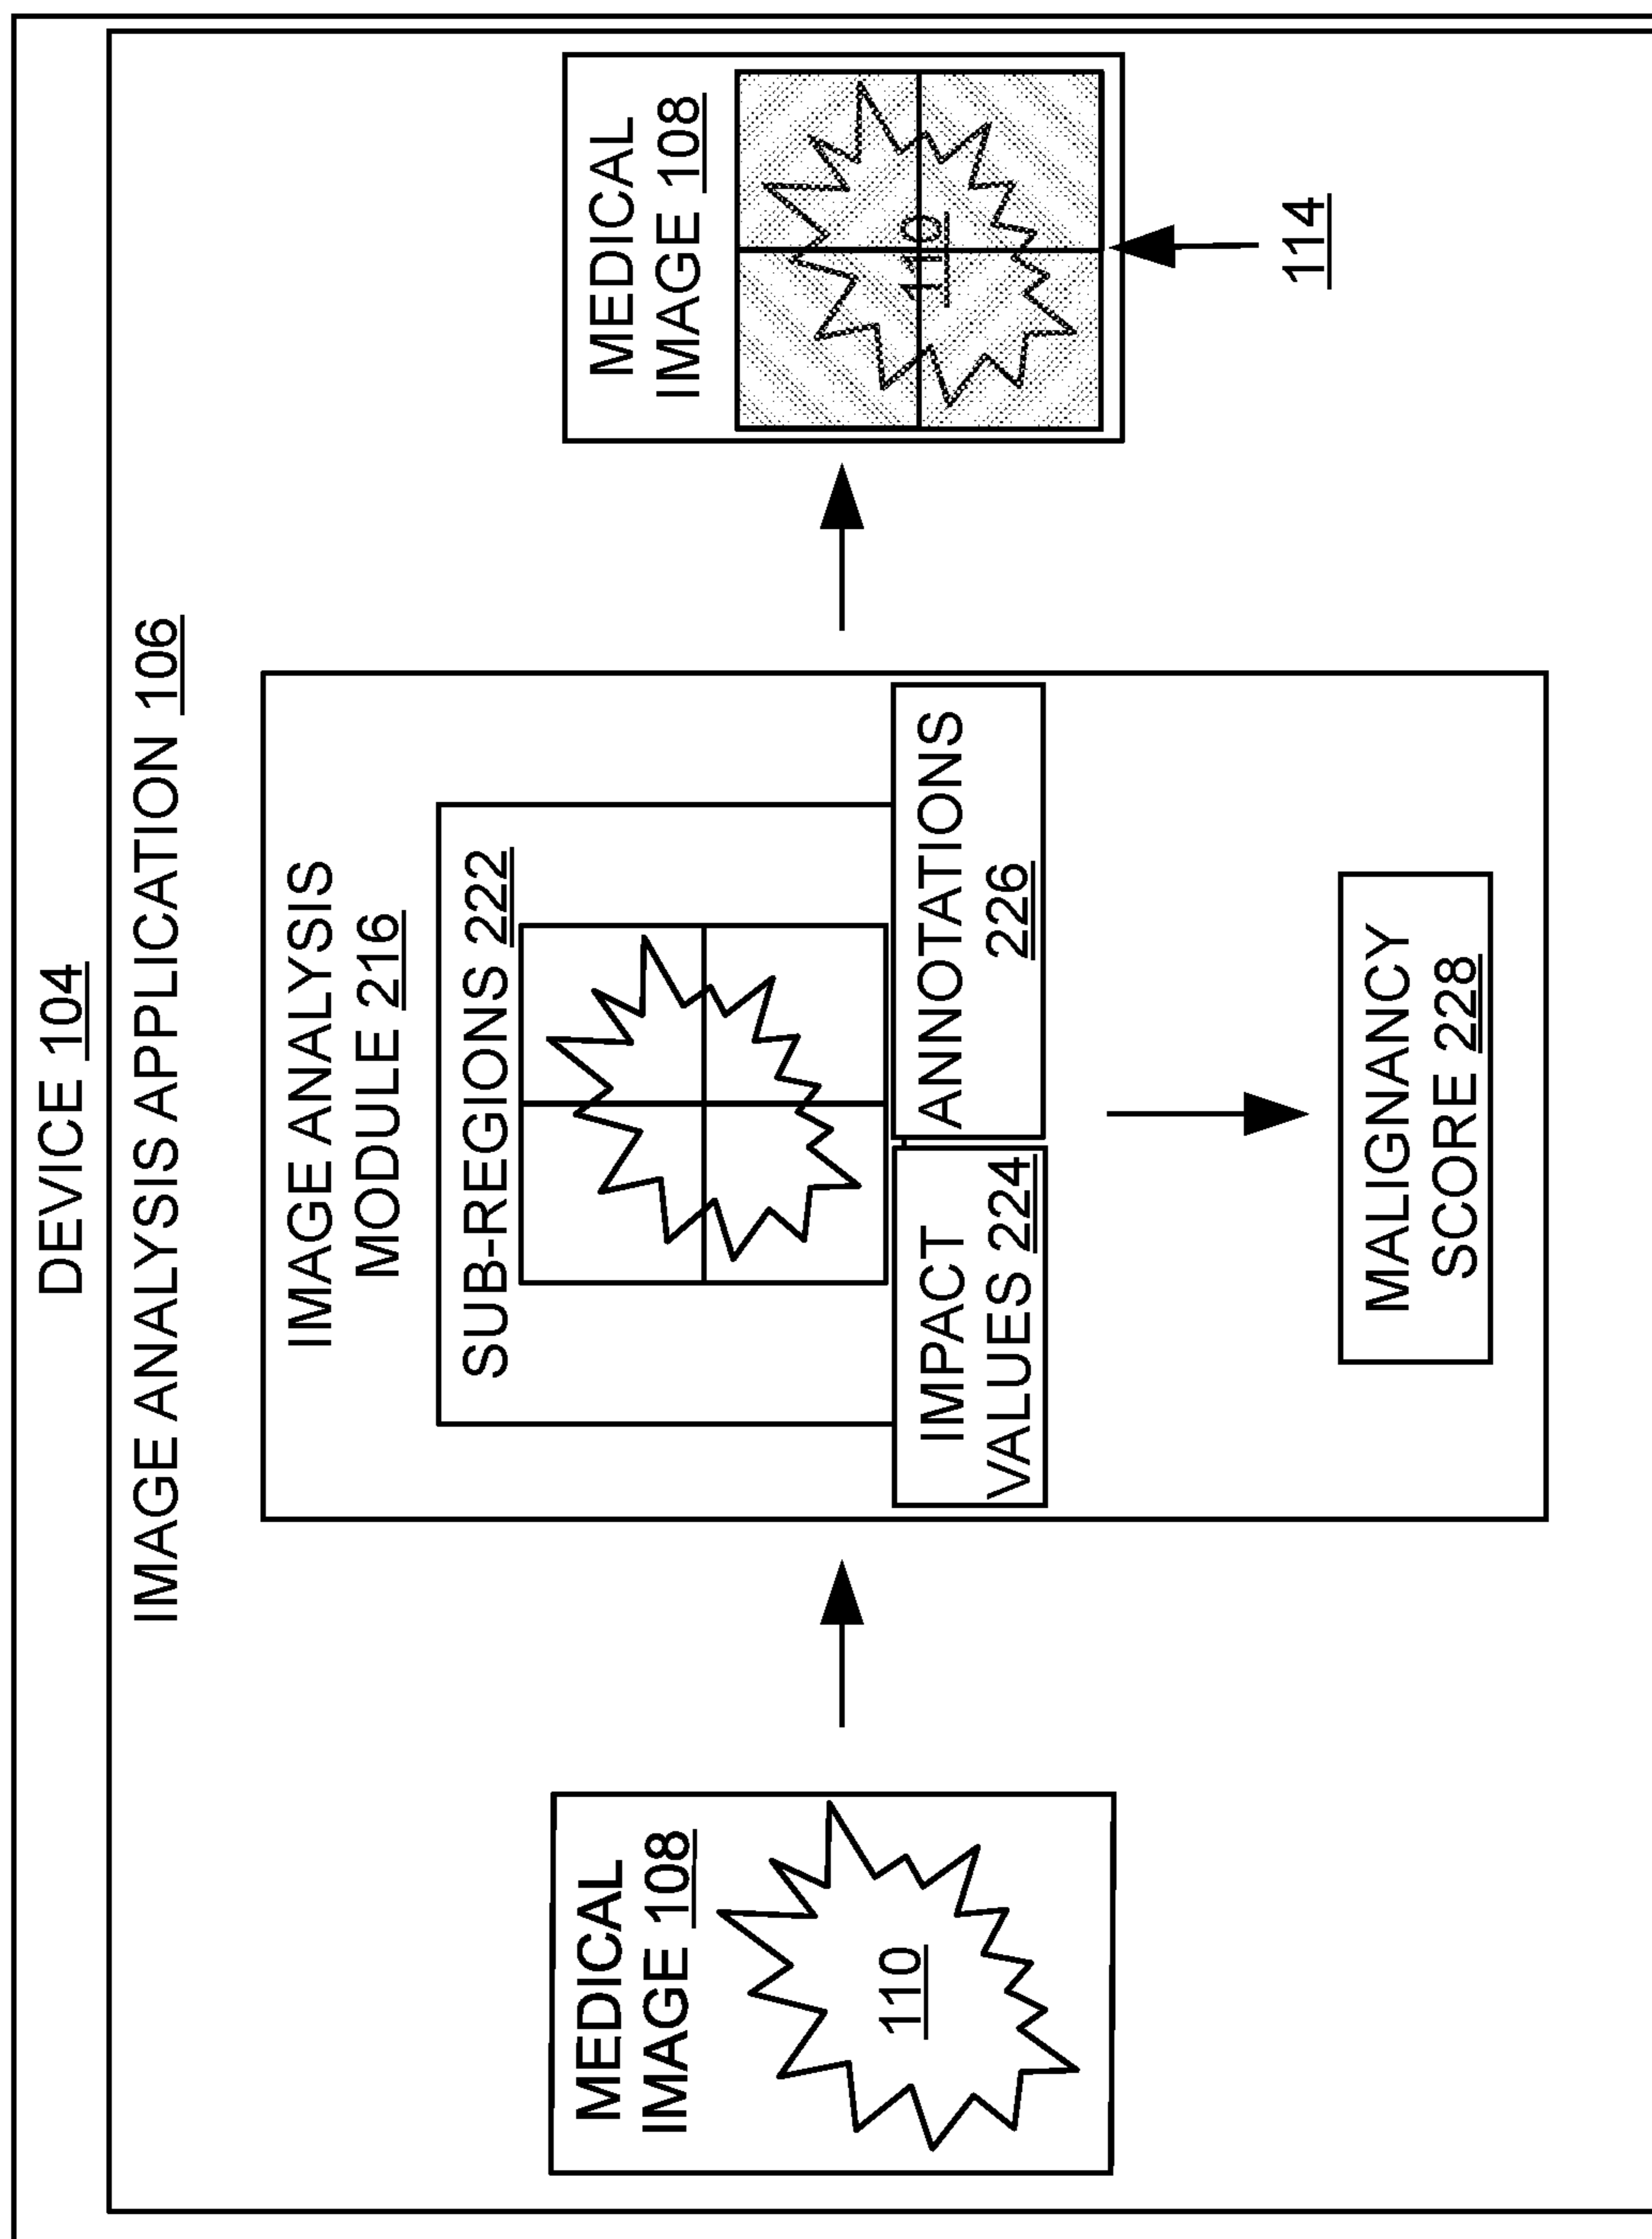 DEVICE 104
IMAGE ANALYSIS APPLICATION 106
MEDICAL
IMAGE 108
110
IMAGE ANALYSIS
MODULE 216
SUB-REGIONS 222
IMPACT
VALUES 224
ANNOTATIONS
226
MALIGNANCY
SCORE 228
MEDICAL
IMAGE 108
110
114